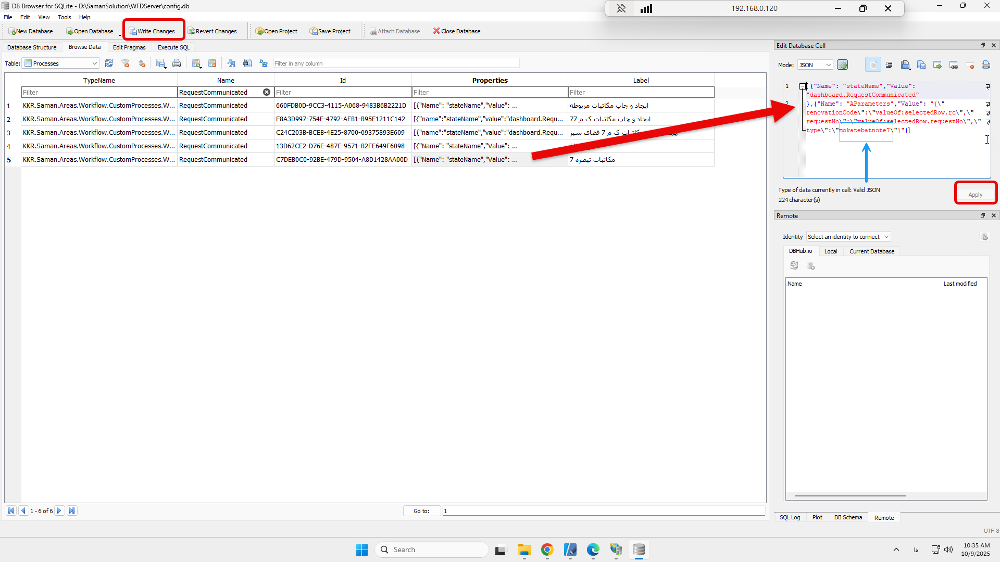 DB Browser for SQLite - D:\SamanSolution\WFDServer\config.db
192.168.0.120
File Edit View Tools Help
New Database Open Database Write Changes Revert Changes Open Project Save Project Attach Database Close Database
Database Structure Browse Data Edit Pragmas Execute SQL
Table: Processes Filter in any column
TypeName Name Id Properties Label
Filter RequestCommunicated Filter Filter Filter
1 KKR.Saman.Areas.Workflow.CustomProcesses.W... RequestCommunicated 660FDB0D-9CC3-4115-A068-9483B6B2221D [{"Name": "stateName","Value": ... ایجاد و چاپ مکاتبات مربوطه
2 KKR.Saman.Areas.Workflow.CustomProcesses.W... RequestCommunicated F8A3D997-754F-4792-AEB1-B95E1211C142 [{"name":"stateName","value":"dashboard.Requ... ایجاد و چاپ مکاتبات ک م 77
3 KKR.Saman.Areas.Workflow.CustomProcesses.W... RequestCommunicated C24C203B-BCEB-4E25-8700-09375893E609 [{"name":"stateName","value":"dashboard.Requ... مکاتبات ک م 7 فضای سبز
4 KKR.Saman.Areas.Workflow.CustomProcesses.W... RequestCommunicated 13D62CE2-D76E-487E-9571-B2FE649F6098 [{"Name": "stateName","Value": ...
5 KKR.Saman.Areas.Workflow.CustomProcesses.W... RequestCommunicated C7DEB0C0-92BE-479D-9504-A8D1428AA00D [{"Name": "stateName","Value": ... مکاتبات تبصره 7
1 - 6 of 6 Go to: 1
Edit Database Cell
Mode: JSON
1 [{"Name": "stateName","Value":
"dashboard.RequestCommunicated"
2 },{"Name": "AParameters","Value": "{\"
renovationCode\":\"valueOf:selectedRow.rc\",\"
requestNo\":\"valueOf:selectedRow.requestNo\",\"
type\":\"mokatebatnote7\"}"}]
Type of data currently in cell: Valid JSON
224 character(s)
Apply
Remote
Identity Select an identity to connect
DBHub.io Local Current Database
Name Last modified
SQL Log Plot DB Schema Remote
UTF-8
Search
فا
10:35 AM
10/9/2025